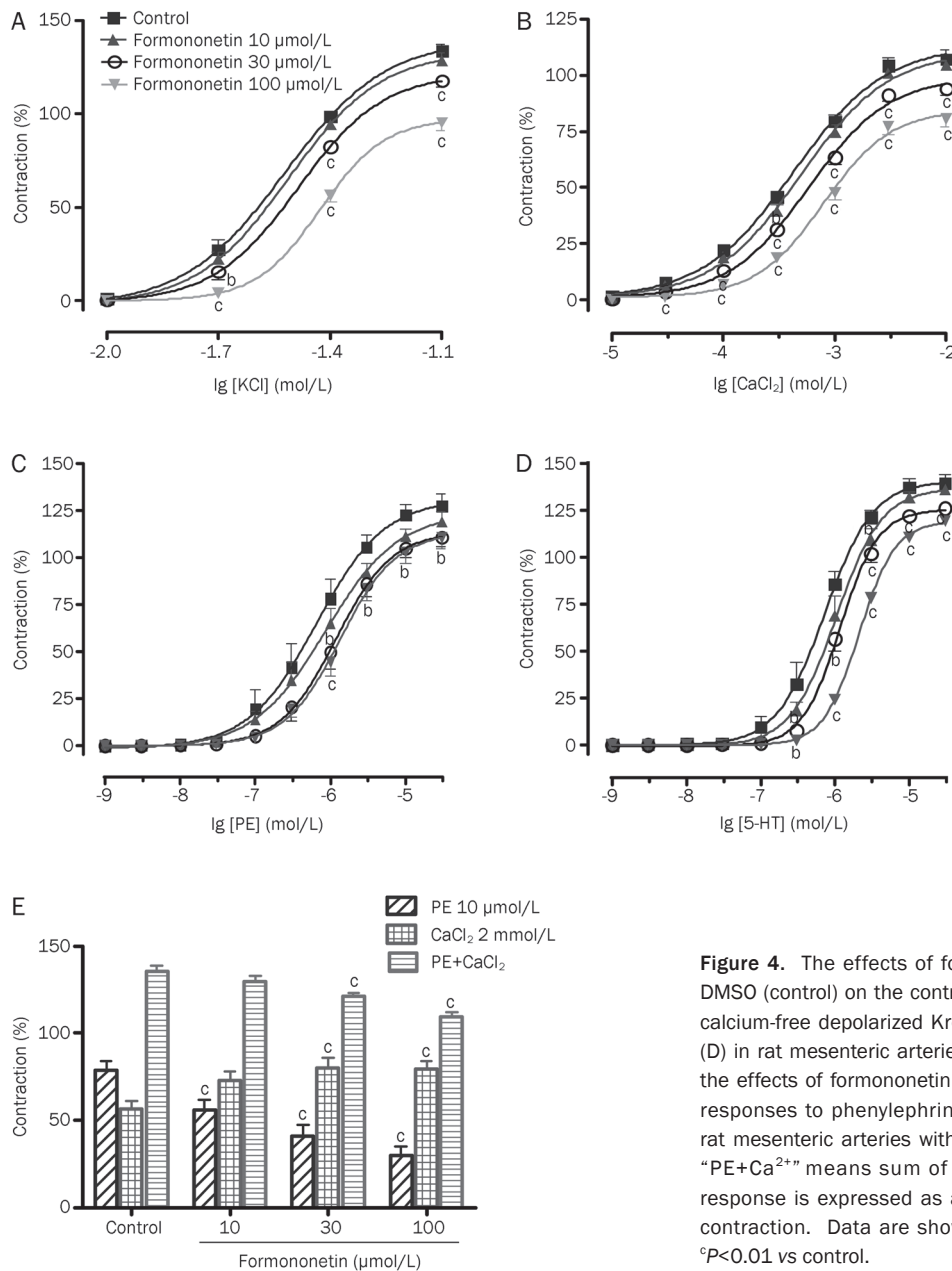 A
Control
Formononetin 10 μmol/L
Formononetin 30 μmol/L
Formononetin 100 μmol/L
Contraction (%)
150
100
50
0
b
c
c
c
c
c
-2.0
-1.7
-1.4
-1.1
lg [KCl] (mol/L)
B
Contraction (%)
125
100
75
50
25
0
c
c
c
c
b
c
c
c
c
c
c
-5
-4
-3
-2
lg [CaCl₂] (mol/L)
C
Contraction (%)
150
125
100
75
50
25
0
b
c
b
b
b
-9
-8
-7
-6
-5
lg [PE] (mol/L)
D
Contraction (%)
150
125
100
75
50
25
0
b
b
b
c
b
c
c
c
c
c
c
-9
-8
-7
-6
-5
lg [5-HT] (mol/L)
E
PE 10 μmol/L
CaCl₂ 2 mmol/L
PE+CaCl₂
Contraction (%)
150
100
50
0
c
c
c
c
c
c
c
Control
10
30
100
Formononetin (μmol/L)
Figure 4. The effects of fo
DMSO (control) on the contr
calcium-free depolarized Kr
(D) in rat mesenteric arterie
the effects of formononetin
responses to phenylephrin
rat mesenteric arteries with
“PE+Ca²⁺” means sum of
response is expressed as a
contraction. Data are show
ᶜP<0.01 vs control.